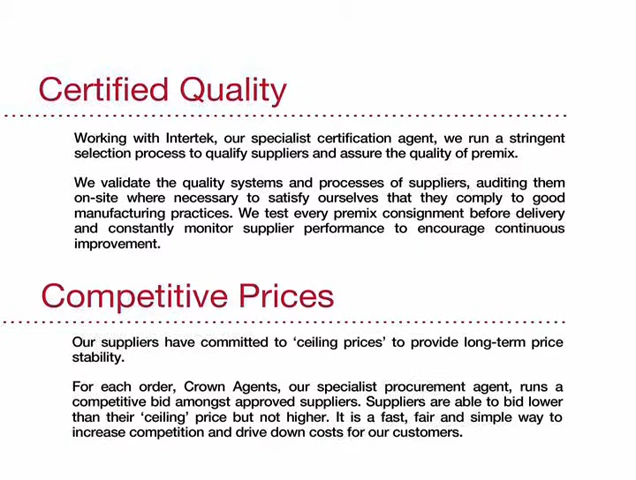 Certified Quality
Working with Intertek, our specialist certification agent, we run a stringent
selection process to qualify suppliers and assure the quality of premix.
We validate the quality systems and processes of suppliers, auditing them
on-site where necessary to satisfy ourselves that they comply to good
manufacturing practices. We test every premix consignment before delivery
and constantly monitor supplier performance to encourage continuous
improvement.
Competitive Prices
Our suppliers have committed to ‘ceiling prices’ to provide long-term price
stability.
For each order, Crown Agents, our specialist procurement agent, runs a
competitive bid amongst approved suppliers. Suppliers are able to bid lower
than their ‘ceiling’ price but not higher. It is a fast, fair and simple way to
increase competition and drive down costs for our customers.